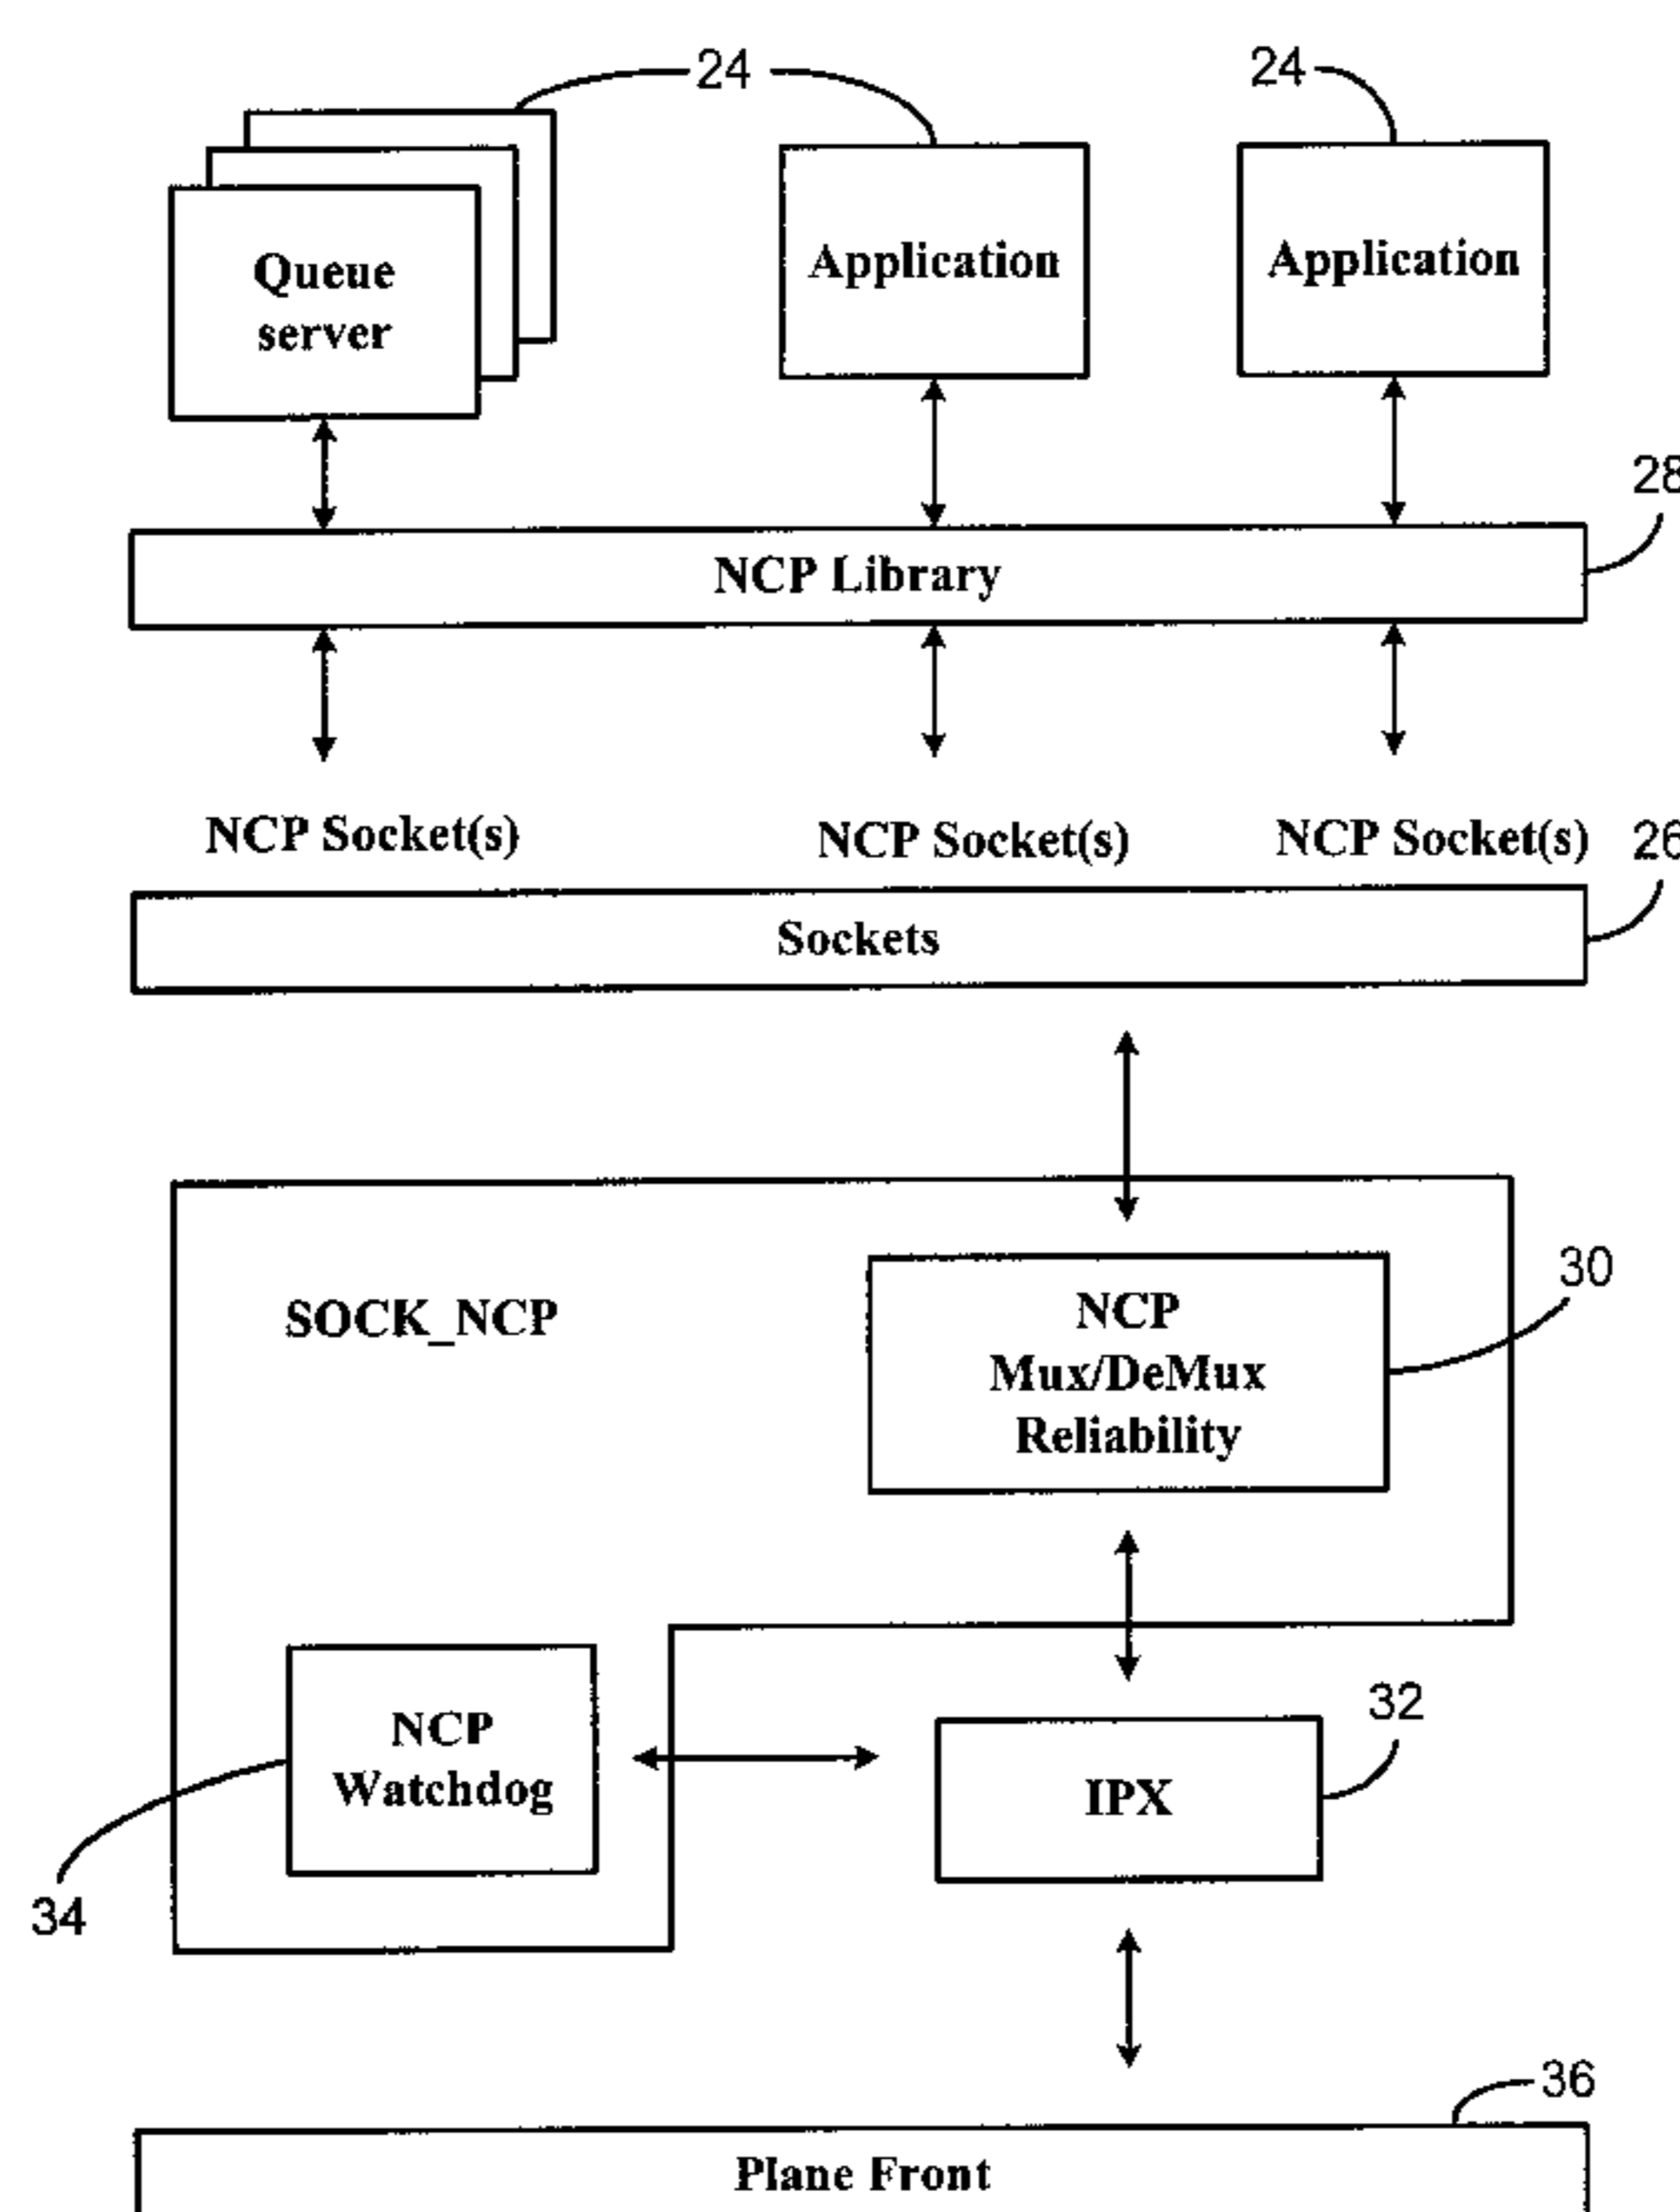 24
24
Queue
server
Application
Application
28
NCP Library
NCP Socket(s)
NCP Socket(s)
NCP Socket(s)
26
Sockets
SOCK_NCP
NCP
Mux/DeMux
Reliability
30
NCP
Watchdog
32
IPX
34
36
Plane Front